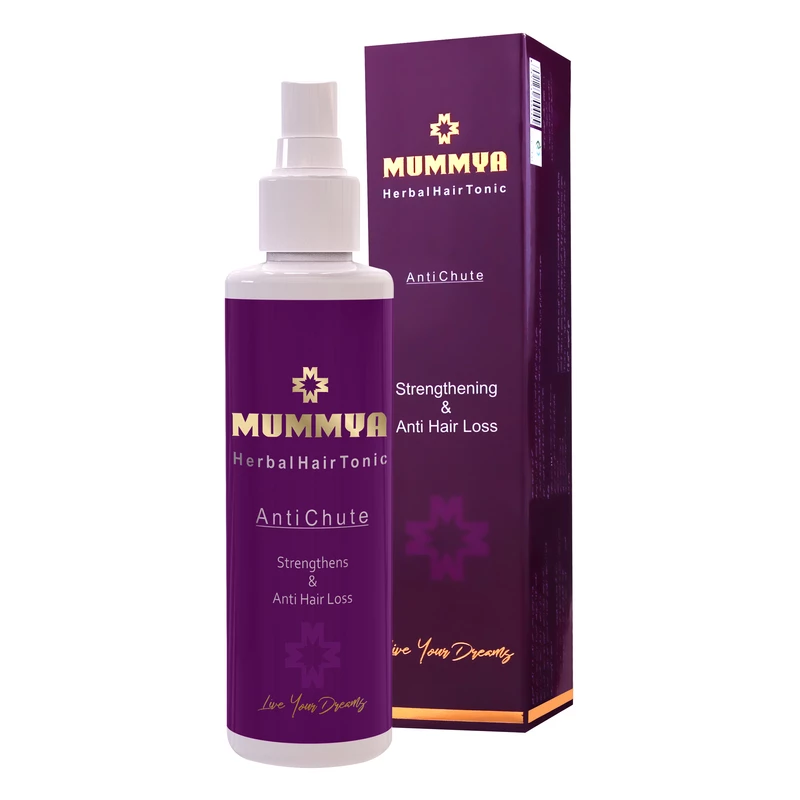 MUMMYA
HerbalHairTonic
AntiChute
Strengthening
&
Anti Hair Loss
Live Your Dreams
MUMMYA
HerbalHairTonic
AntiChute
Strengthens
&
Anti Hair Loss
Live Your Dreams